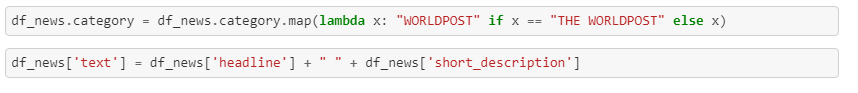 df_news.category = df_news.category.map(lambda x: "WORLDPOST" if x == "THE WORLDPOST" else x)
df_news['text'] = df_news['headline'] + " " + df_news['short_description']